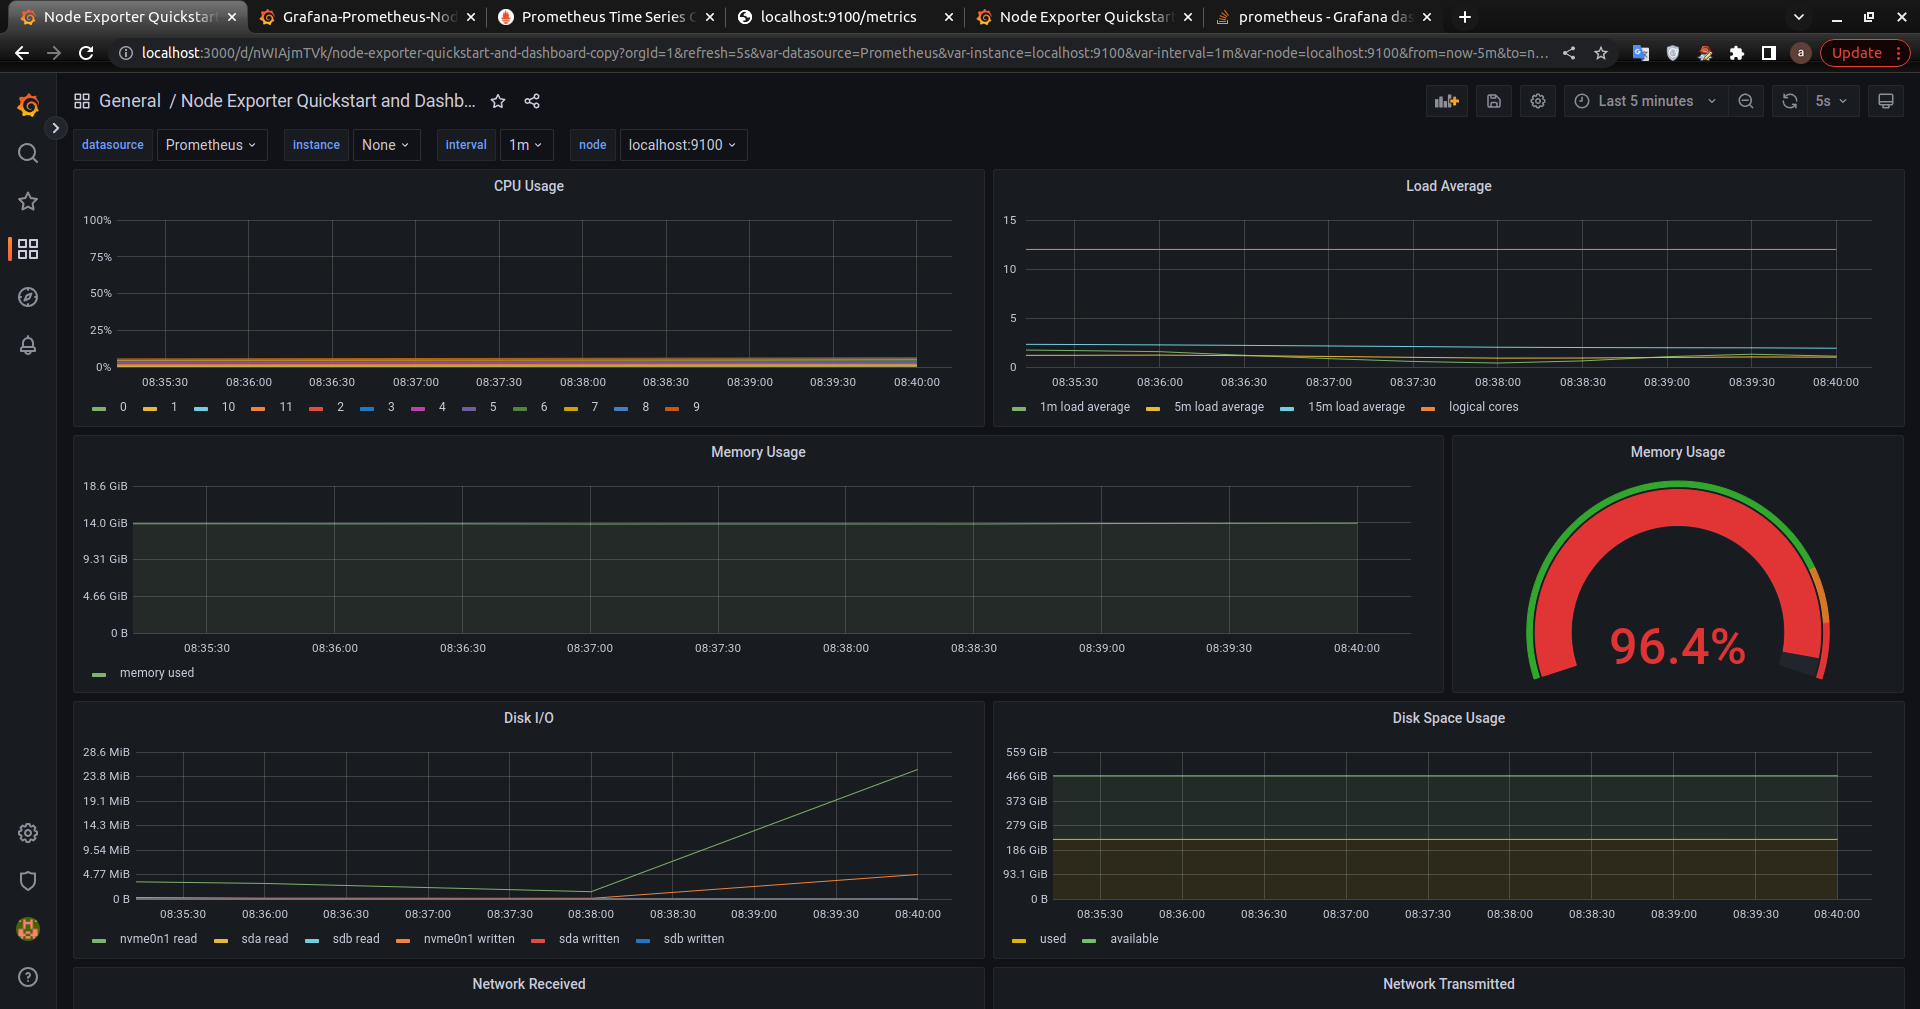 Node Exporter Quickstar
Grafana-Prometheus-Nod
Prometheus Time Series C
localhost:9100/metrics
Node Exporter Quickstar
prometheus - Grafana das
localhost:3000/d/nWIAjmTVk/node-exporter-quickstart-and-dashboard-copy?orgId=1&refresh=5s&var-datasource=Prometheus&var-instance=localhost:9100&var-interval=1m&var-node=localhost:9100&from=now-5m&to=n...
a
Update
General / Node Exporter Quickstart and Dashb...
Last 5 minutes
5s
datasource Prometheus instance None interval 1m node localhost:9100
CPU Usage
100%
75%
50%
25%
0%
08:35:30 08:36:00 08:36:30 08:37:00 08:37:30 08:38:00 08:38:30 08:39:00 08:39:30 08:40:00
0 1 10 11 2 3 4 5 6 7 8 9
Load Average
15
10
5
0
08:35:30 08:36:00 08:36:30 08:37:00 08:37:30 08:38:00 08:38:30 08:39:00 08:39:30 08:40:00
1m load average 5m load average 15m load average logical cores
Memory Usage
18.6 GiB
14.0 GiB
9.31 GiB
4.66 GiB
0 B
08:35:30 08:36:00 08:36:30 08:37:00 08:37:30 08:38:00 08:38:30 08:39:00 08:39:30 08:40:00
memory used
Memory Usage
96.4%
Disk I/O
28.6 MiB
23.8 MiB
19.1 MiB
14.3 MiB
9.54 MiB
4.77 MiB
0 B
08:35:30 08:36:00 08:36:30 08:37:00 08:37:30 08:38:00 08:38:30 08:39:00 08:39:30 08:40:00
nvme0n1 read sda read sdb read nvme0n1 written sda written sdb written
Disk Space Usage
559 GiB
466 GiB
373 GiB
279 GiB
186 GiB
93.1 GiB
0 B
08:35:30 08:36:00 08:36:30 08:37:00 08:37:30 08:38:00 08:38:30 08:39:00 08:39:30 08:40:00
used available
Network Received
Network Transmitted